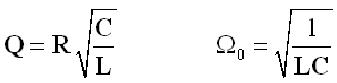 Q = R √(C/L) Ω₀ = √(1/LC)